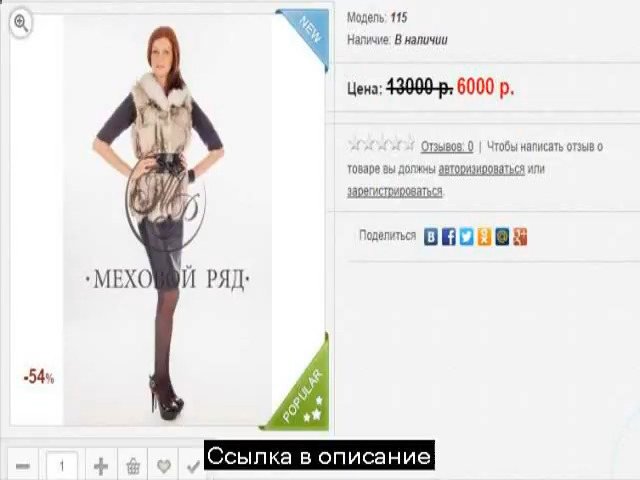 NEW
Модель: 115
Наличие: В наличии
Цена: 13000 р. 6000 р.
Отзывов: 0 | Чтобы написать отзыв о
товаре вы должны авторизироваться или
зарегистрироваться.
Поделиться
·МЕХОВОЙ РЯД·
-54%
POPULAR
1
Ссылка в описание